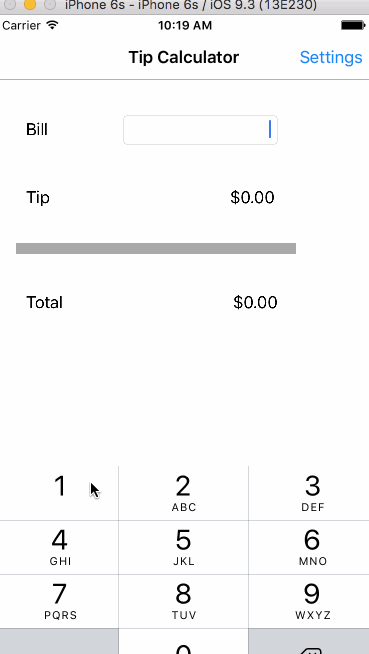 iPhone 6s - iPhone 6s / iOS 9.3 (13E230)
Carrier 10:19 AM
Tip Calculator Settings
Bill
Tip $0.00
Total $0.00
1 2 3
ABC DEF
4 5 6
GHI JKL MNO
7 8 9
PQRS TUV WXYZ
0